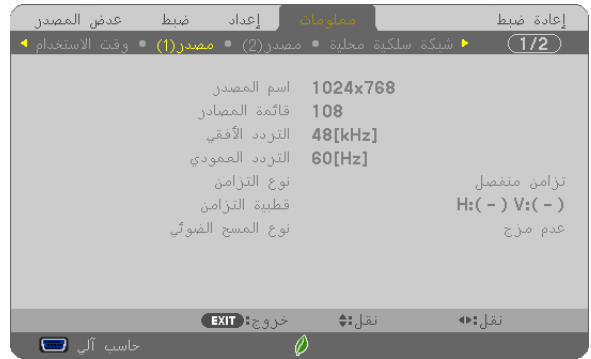 عدض المصدر ضبط إعداد معلومات إعادة ضبط
وقت الاستخدام • مصدر(1) • مصدر(2) • شبكة سلكية محلية 1/2
اسم المصدر 1024x768
قائمة المصادر 108
التردد الأفقي 48[kHz]
التردد العمودي 60[Hz]
نوع التزامن تزامن منفصل
قطبية التزامن H:( – ) V:( – )
نوع المسح الضوئي عدم مزج
EXIT:خروج نقل: نقل:
حاسب آلي